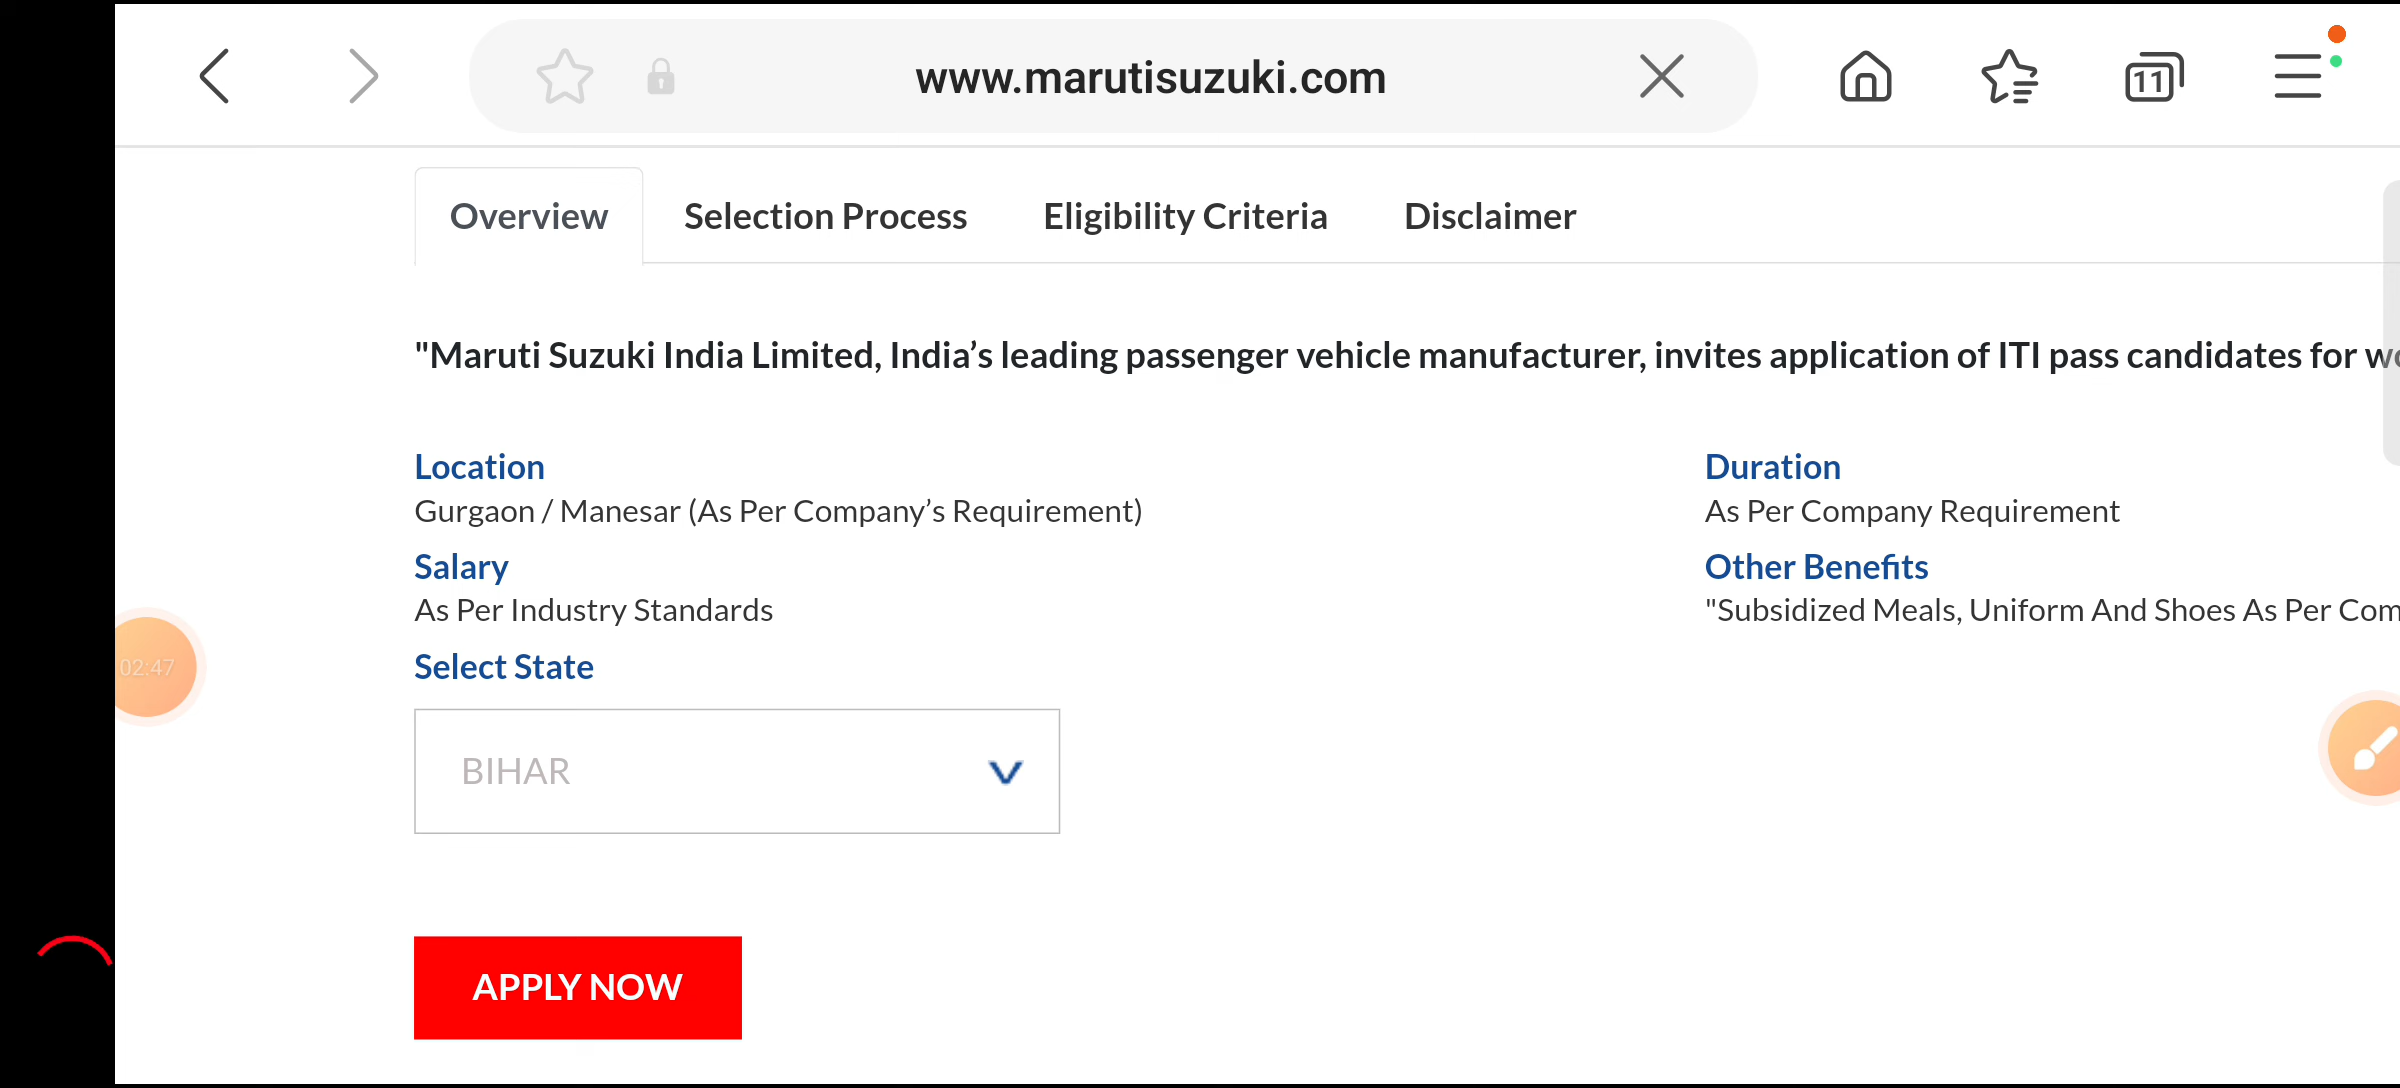 www.marutisuzuki.com
11
Overview Selection Process Eligibility Criteria Disclaimer
"Maruti Suzuki India Limited, India’s leading passenger vehicle manufacturer, invites application of ITI pass candidates for
Location Duration
Gurgaon / Manesar (As Per Company’s Requirement) As Per Company Requirement
Salary Other Benefits
As Per Industry Standards "Subsidized Meals, Uniform And Shoes As Per
02:47
Select State
BIHAR
APPLY NOW